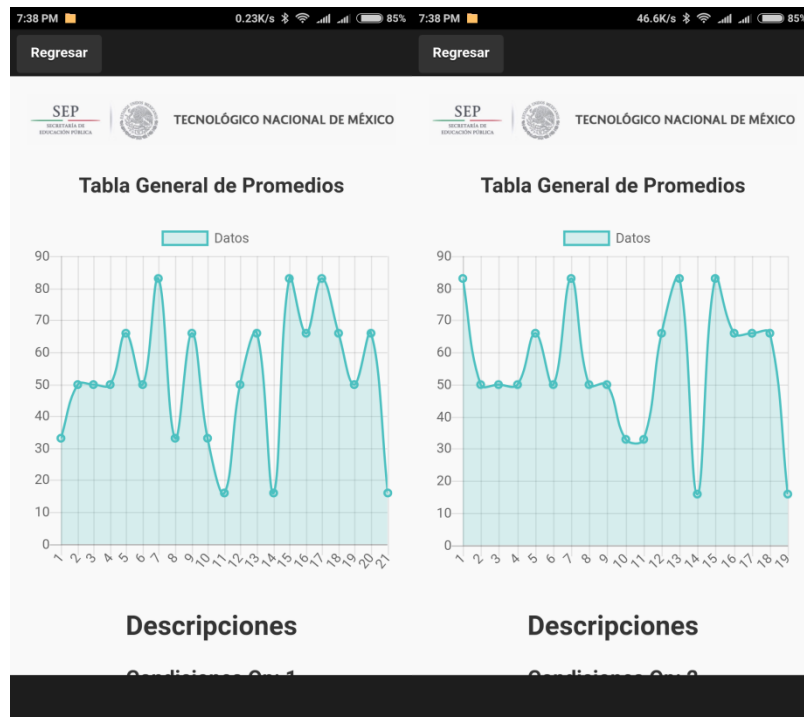 7:38 PM 0.23K/s 85%
Regresar
SEP
SECRETARÍA DE
EDUCACIÓN PÚBLICA
TECNOLÓGICO NACIONAL DE MÉXICO
Tabla General de Promedios
Datos
90
80
70
60
50
40
30
20
10
0
1 2 3 4 5 6 7 8 9 10 11 12 13 14 15 16 17 18 19 20 21
Descripciones
7:38 PM 46.6K/s 85%
Regresar
SEP
SECRETARÍA DE
EDUCACIÓN PÚBLICA
TECNOLÓGICO NACIONAL DE MÉXICO
Tabla General de Promedios
Datos
90
80
70
60
50
40
30
20
10
0
1 2 3 4 5 6 7 8 9 10 11 12 13 14 15 16 17 18 19
Descripciones